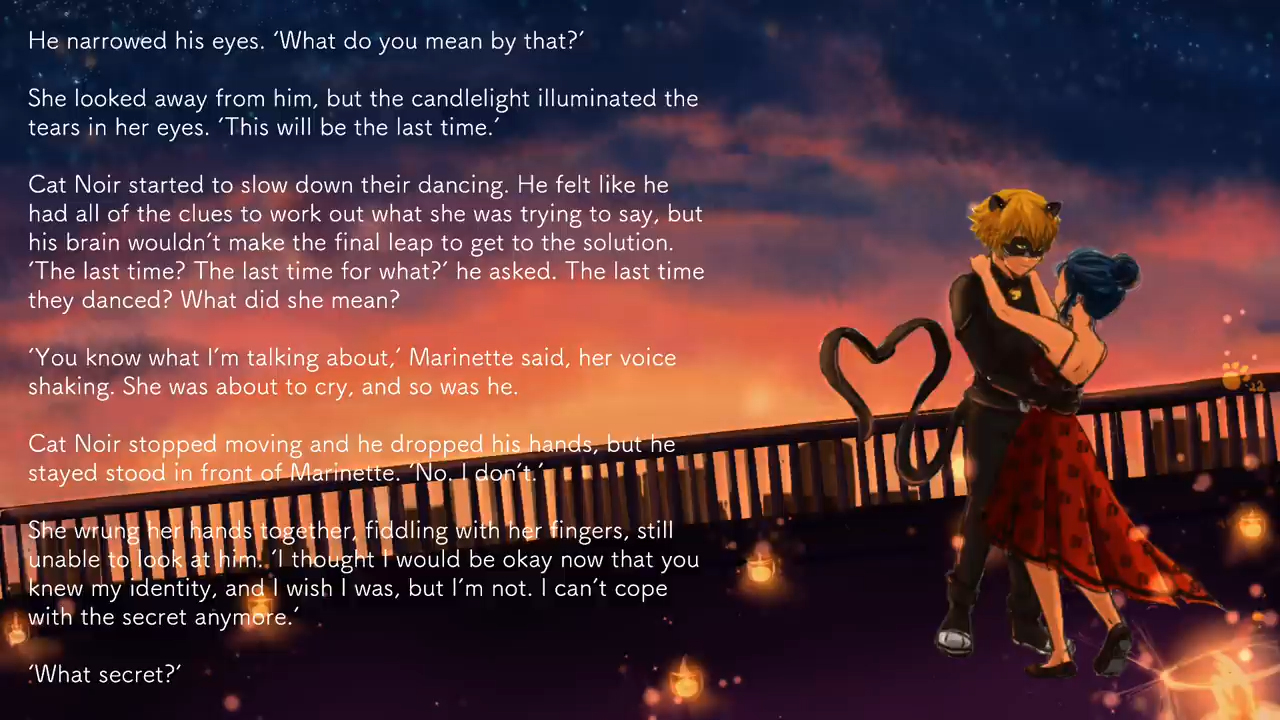 He narrowed his eyes. ‘What do you mean by that?’
She looked away from him, but the candlelight illuminated the
tears in her eyes. ‘This will be the last time.’
Cat Noir started to slow down their dancing. He felt like he
had all of the clues to work out what she was trying to say, but
his brain wouldn’t make the final leap to get to the solution.
‘The last time? The last time for what?’ he asked. The last time
they danced? What did she mean?
‘You know what I’m talking about,’ Marinette said, her voice
shaking. She was about to cry, and so was he.
Cat Noir stopped moving and he dropped his hands, but he
stayed stood in front of Marinette. ‘No. I don’t.’
She wrung her hands together, fiddling with her fingers, still
unable to look at him. ‘I thought I would be okay now that you
knew my identity, and I wish I was, but I’m not. I can’t cope
with the secret anymore.’
‘What secret?’